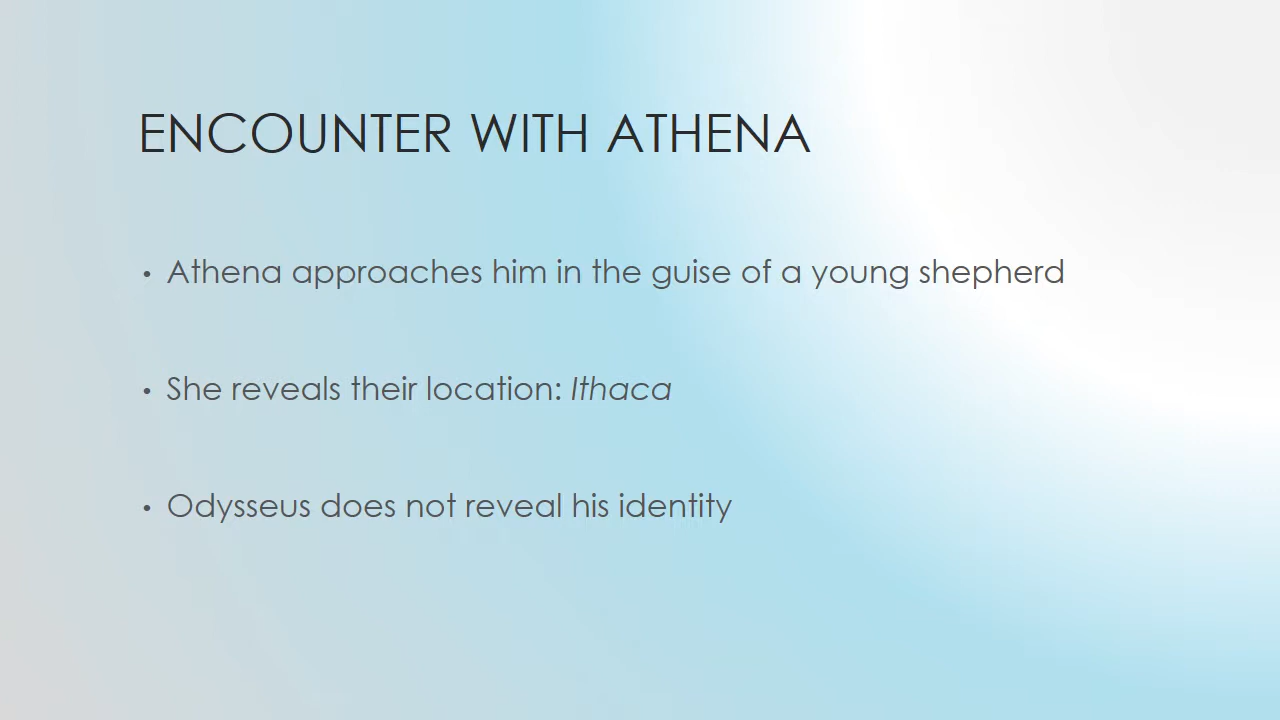 ENCOUNTER WITH ATHENA
• Athena approaches him in the guise of a young shepherd
• She reveals their location: Ithaca
• Odysseus does not reveal his identity